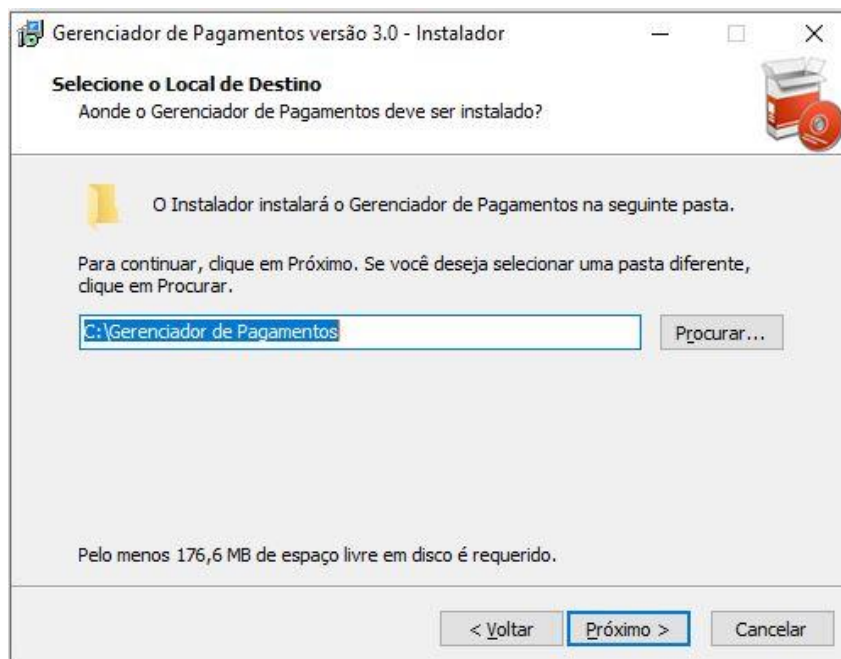 Gerenciador de Pagamentos versão 3.0 - Instalador
Selecione o Local de Destino
Aonde o Gerenciador de Pagamentos deve ser instalado?
O Instalador instalará o Gerenciador de Pagamentos na seguinte pasta.
Para continuar, clique em Próximo. Se você deseja selecionar uma pasta diferente,
clique em Procurar.
C:\Gerenciador de Pagamentos
Procurar...
Pelo menos 176,6 MB de espaço livre em disco é requerido.
< Voltar
Próximo >
Cancelar